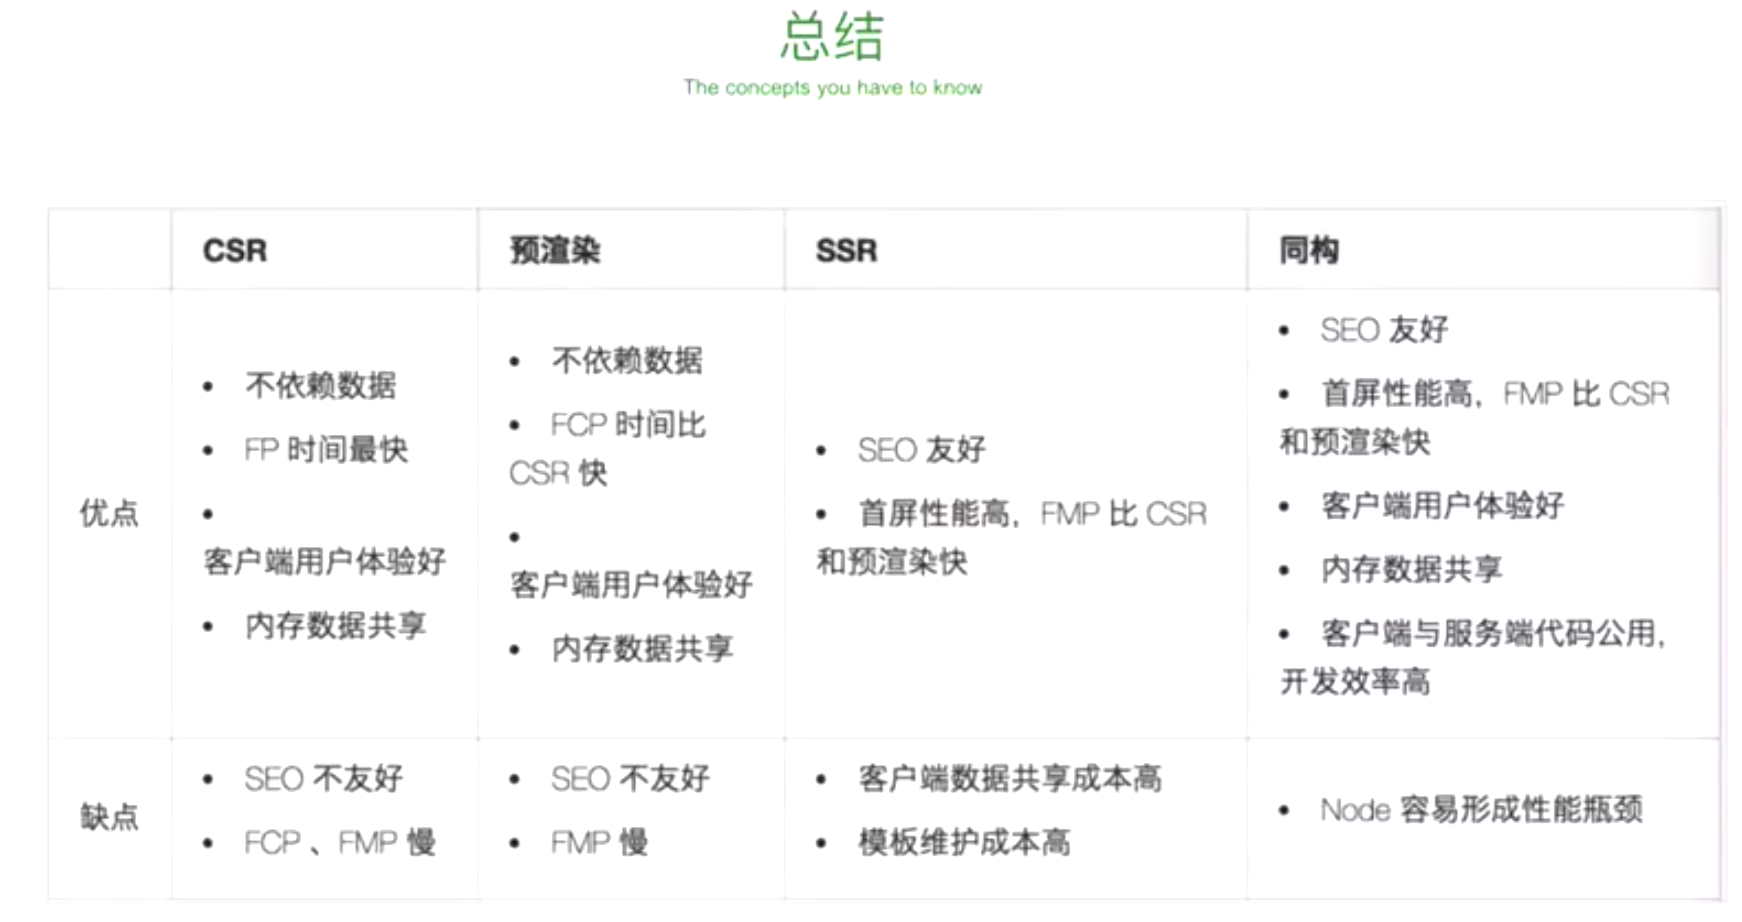 总结
The concepts you have to know
CSR
预渲染
SSR
同构
优点
• 不依赖数据
• FP 时间最快
•
客户端用户体验好
• 内存数据共享
• 不依赖数据
• FCP 时间比
CSR 快
•
客户端用户体验好
• 内存数据共享
• SEO 友好
• 首屏性能高，FMP 比 CSR
和预渲染快
• SEO 友好
• 首屏性能高，FMP 比 CSR
和预渲染快
• 客户端用户体验好
• 内存数据共享
• 客户端与服务端代码公用，
开发效率高
缺点
• SEO 不友好
• FCP 、FMP 慢
• SEO 不友好
• FMP 慢
• 客户端数据共享成本高
• 模板维护成本高
• Node 容易形成性能瓶颈